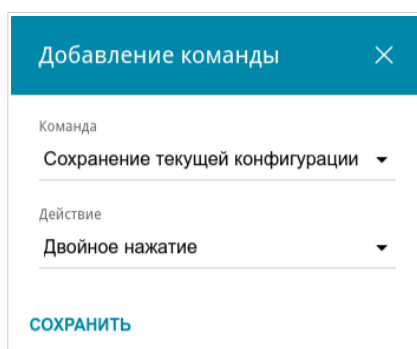 Добавление команды
Команда
Сохранение текущей конфигурации
Действие
Двойное нажатие
СОХРАНИТЬ